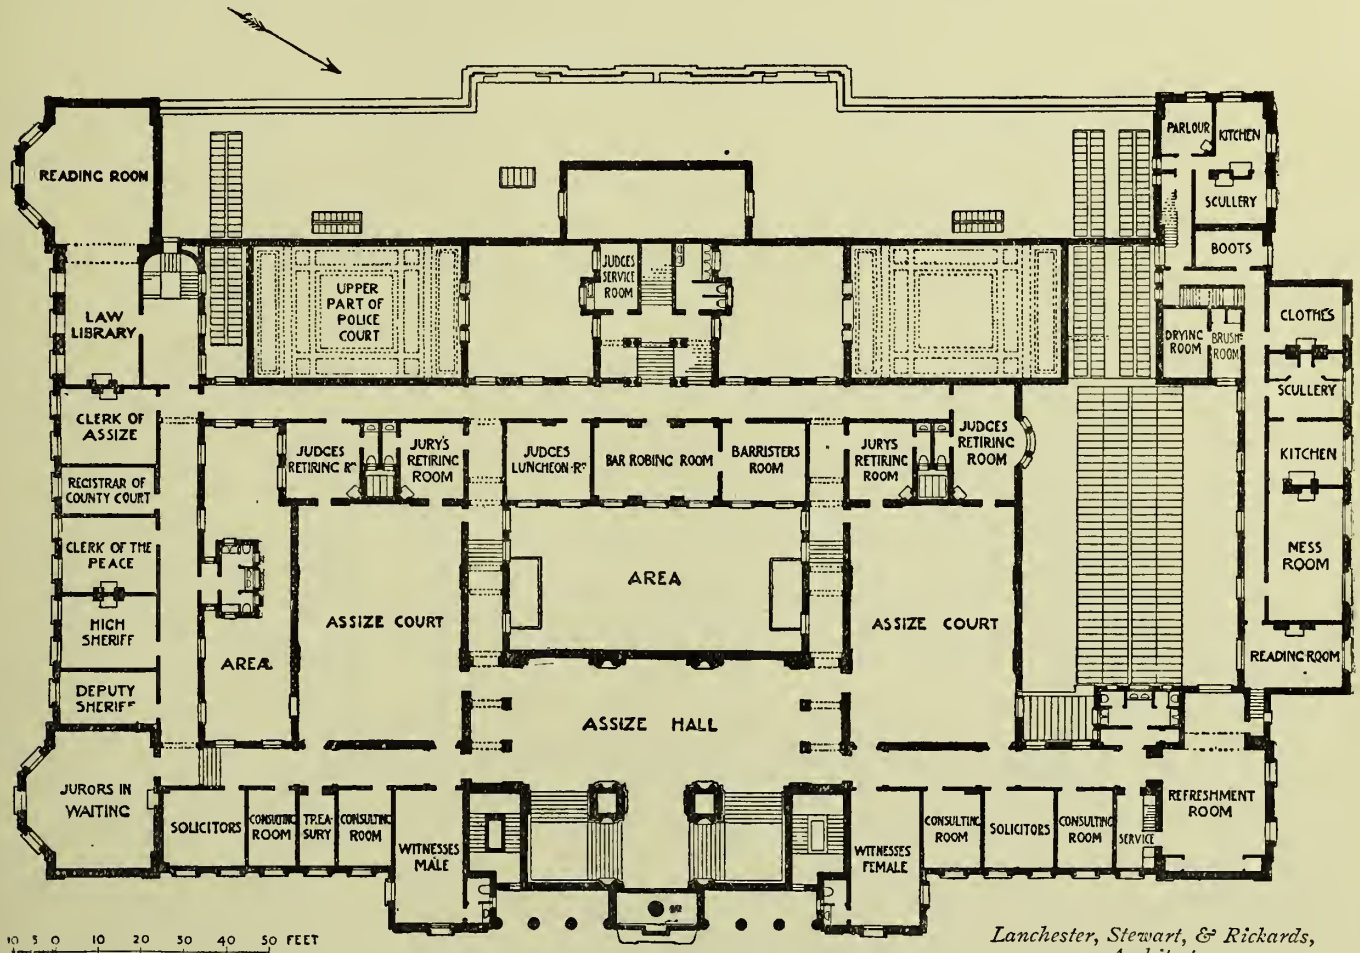 PARLOUR
KITCHEN
READING ROOM
SCULLERY
BOOTS
JUDGES
SERVICE
ROOM
UPPER
PART OF
POLICE
COURT
LAW
LIBRARY
CLOTHES
DRYING
ROOM
BRUSH-
ROOM
SCULLERY
CLERK OF
ASSIZE
JUDGES
RETIRING Rᴹ
JURY'S
RETIRING
ROOM
JUDGES
LUNCHEON-Rᴹ
BAR ROBING ROOM
BARRISTERS
ROOM
JURY'S
RETIRING
ROOM
JUDGES
RETIRING
ROOM
KITCHEN
REGISTRAR OF
COUNTY COURT
CLERK OF THE
PEACE
MESS
ROOM
AREA
HIGH
SHERIFF
ASSIZE COURT
ASSIZE COURT
READING ROOM
AREA
DEPUTY
SHERIFF
ASSIZE HALL
JURORS IN
WAITING
REFRESHMENT
ROOM
SOLICITORS
CONSULTING
ROOM
TREA-
SURY
CONSULTING
ROOM
WITNESSES
MALE
WITNESSES
FEMALE
CONSULTING
ROOM
SOLICITORS
CONSULTING
ROOM
SERVICE
10 5 0 10 20 30 40 50 FEET
Lanchester, Stewart, & Rickards,